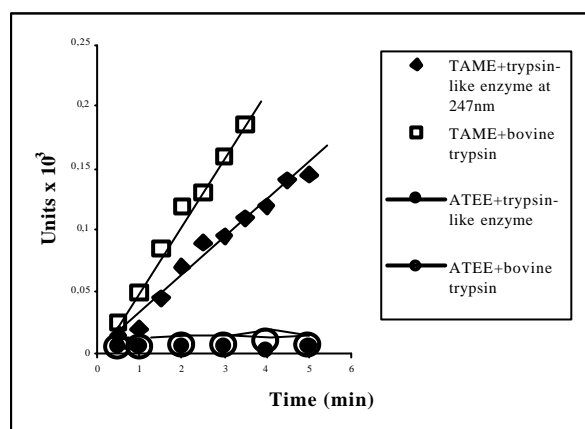 0,25
0,2
0,15
0,1
0,05
0
0 1 2 3 4 5 6
Units x 10³
Time (min)
TAME+trypsin-
like enzyme at
247nm
TAME+bovine
trypsin
ATEE+trypsin-
like enzyme
ATEE+bovine
trypsin